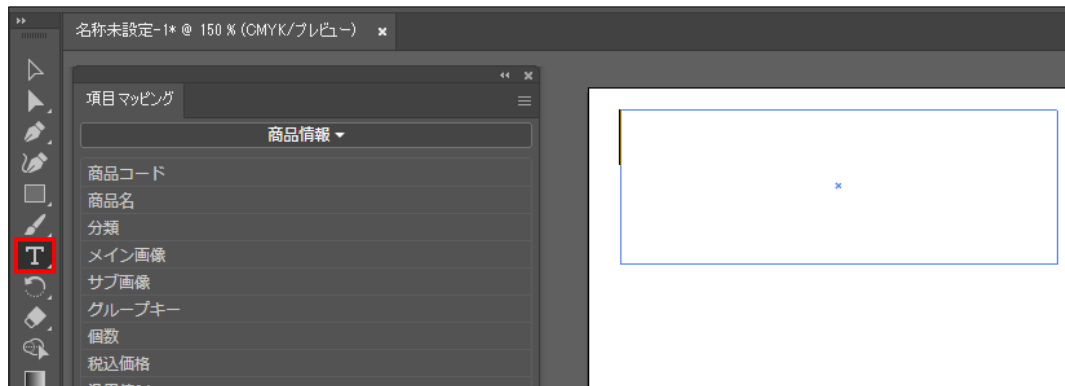 名称未設定-1* @ 150 % (CMYK/プレビュー)
項目マッピング
商品情報
商品コード
商品名
分類
メイン画像
サブ画像
グループキー
個数
税込価格